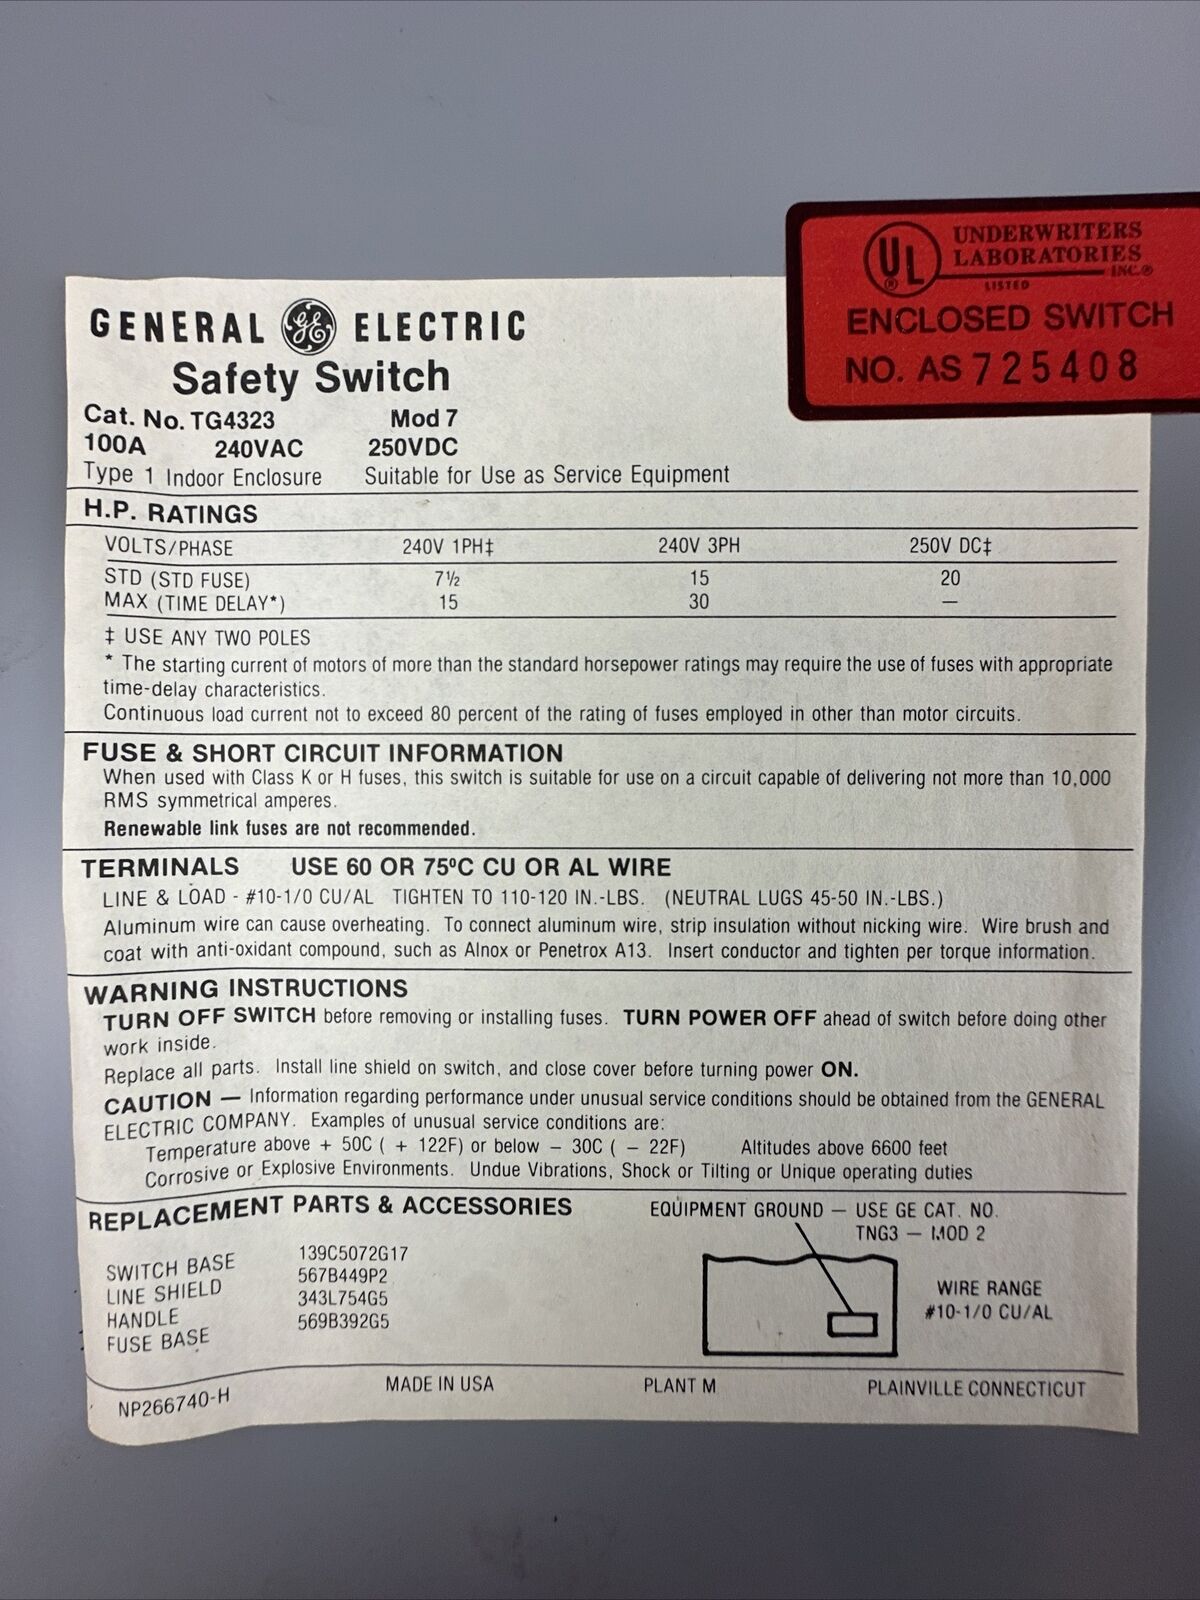 UL
®
UNDERWRITERS
LABORATORIES
INC.®
LISTED
ENCLOSED SWITCH
NO. AS 725408
GENERAL GE ELECTRIC
Safety Switch
Cat. No. TG4323 Mod 7
100A 240VAC 250VDC
Type 1 Indoor Enclosure Suitable for Use as Service Equipment
H.P. RATINGS
VOLTS/PHASE 240V 1PH‡ 240V 3PH 250V DC‡
STD (STD FUSE) 7½ 15 20
MAX (TIME DELAY*) 15 30 —
‡ USE ANY TWO POLES
* The starting current of motors of more than the standard horsepower ratings may require the use of fuses with appropriate
time-delay characteristics.
Continuous load current not to exceed 80 percent of the rating of fuses employed in other than motor circuits.
FUSE & SHORT CIRCUIT INFORMATION
When used with Class K or H fuses, this switch is suitable for use on a circuit capable of delivering not more than 10,000
RMS symmetrical amperes.
Renewable link fuses are not recommended.
TERMINALS USE 60 OR 75ºC CU OR AL WIRE
LINE & LOAD - #10-1/0 CU/AL TIGHTEN TO 110-120 IN.-LBS. (NEUTRAL LUGS 45-50 IN.-LBS.)
Aluminum wire can cause overheating. To connect aluminum wire, strip insulation without nicking wire. Wire brush and
coat with anti-oxidant compound, such as Alnox or Penetrox A13. Insert conductor and tighten per torque information.
WARNING INSTRUCTIONS
TURN OFF SWITCH before removing or installing fuses. TURN POWER OFF ahead of switch before doing other
work inside.
Replace all parts. Install line shield on switch, and close cover before turning power ON.
CAUTION — Information regarding performance under unusual service conditions should be obtained from the GENERAL
ELECTRIC COMPANY. Examples of unusual service conditions are:
Temperature above + 50C ( + 122F) or below – 30C ( – 22F) Altitudes above 6600 feet
Corrosive or Explosive Environments. Undue Vibrations, Shock or Tilting or Unique operating duties
REPLACEMENT PARTS & ACCESSORIES
SWITCH BASE 139C5072G17
LINE SHIELD 567B449P2
HANDLE 343L754G5
FUSE BASE 569B392G5
EQUIPMENT GROUND — USE GE CAT. NO.
TNG3 — MOD 2
WIRE RANGE
#10-1/0 CU/AL
NP266740-H MADE IN USA PLANT M PLAINVILLE CONNECTICUT